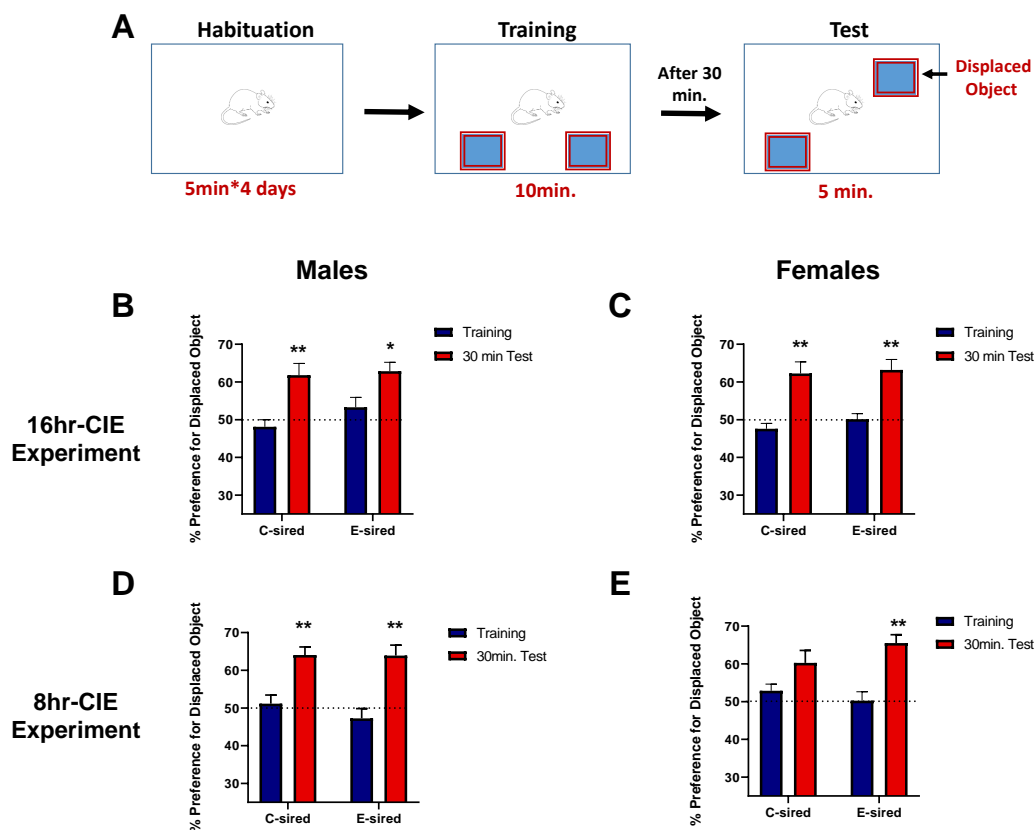 A
Habituation
Training
Test
After 30
min.
Displaced
Object
5min*4 days
10min.
5 min.
Males
Females
16hr-CIE
Experiment
B
% Preference for Displaced Object
70
60
50
40
30
C-sired
E-sired
**
*
Training
30 min Test
C
% Preference for Displaced Object
70
60
50
40
30
C-sired
E-sired
**
**
Training
30 min Test
8hr-CIE
Experiment
D
% Preference for Displaced Object
70
60
50
40
30
C-sired
E-sired
**
**
Training
30min. Test
E
% Preference for Displaced Object
70
60
50
40
30
C-sired
E-sired
**
Training
30min. Test